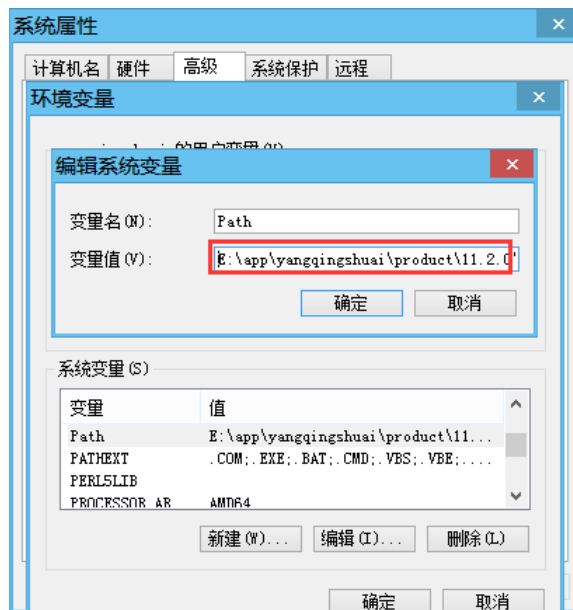 系统属性
计算机名 硬件 高级 系统保护 远程
环境变量
编辑系统变量
变量名(N): Path
变量值(V): E:\app\yangqingshuai\product\11.2.0
确定 取消
系统变量(S)
变量 值
Path E:\app\yangqingshuai\product\11...
PATHEXT .COM;.EXE;.BAT;.CMD;.VBS;.VBE;....
PERL5LIB
PROCESSOR_AR AMD64
新建(W)... 编辑(I)... 删除(L)
确定 取消